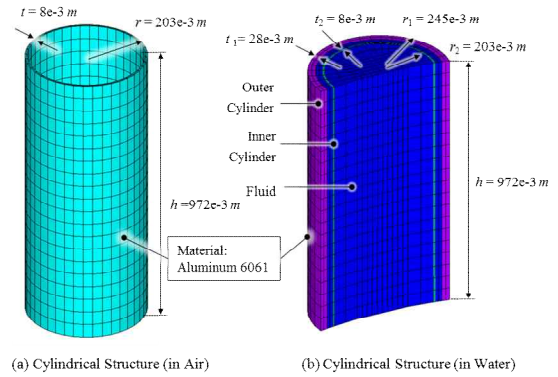 t = 8e-3 m
r = 203e-3 m
h =972e-3 m
t₂ = 8e-3 m
r₁ = 245e-3 m
t₁= 28e-3 m
r₂ = 203e-3 m
Outer
Cylinder
Inner
Cylinder
Fluid
h = 972e-3 m
Material:
Aluminum 6061
(a) Cylindrical Structure (in Air)
(b) Cylindrical Structure (in Water)